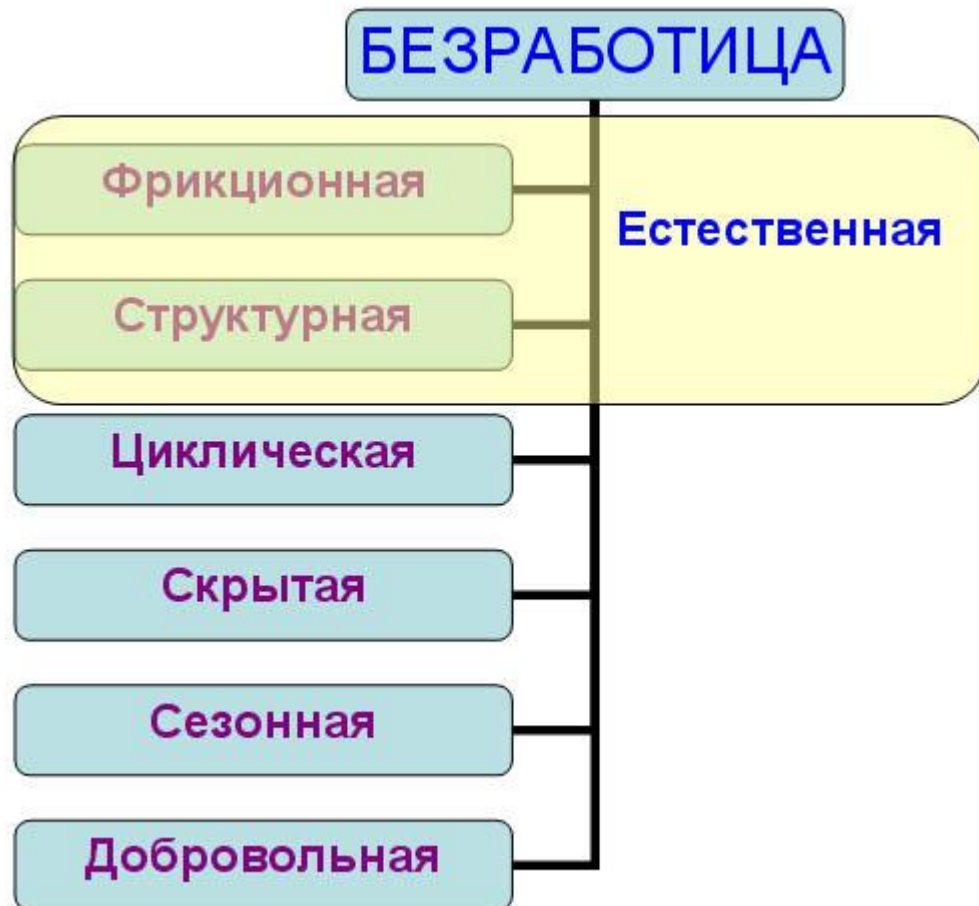 БЕЗРАБОТИЦА
Фрикционная
Естественная
Структурная
Циклическая
Скрытая
Сезонная
Добровольная